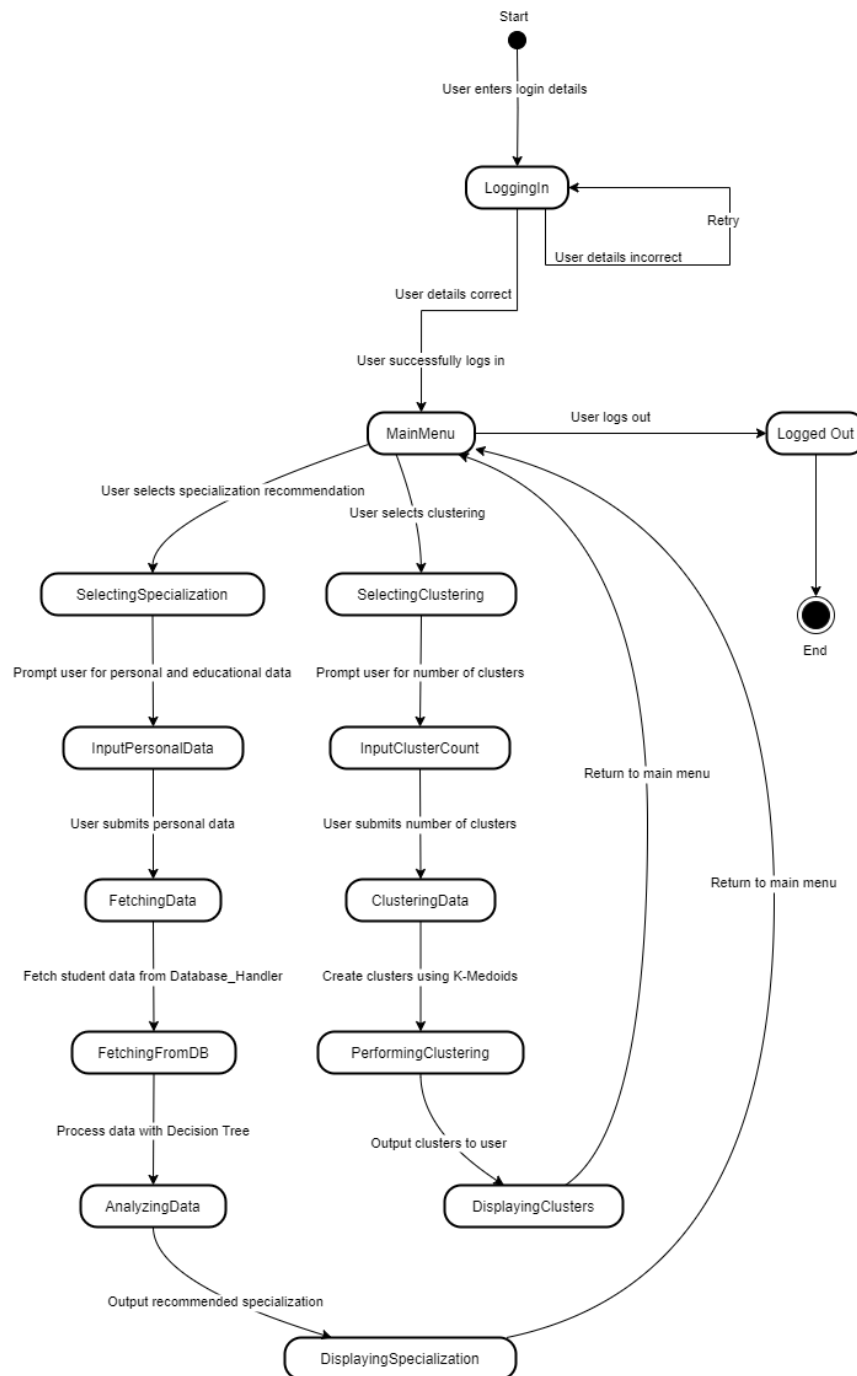 Start
User enters login details
LoggingIn
Retry
User details incorrect
User details correct
User successfully logs in
MainMenu
User logs out
Logged Out
User selects specialization recommendation
User selects clustering
SelectingSpecialization
SelectingClustering
End
Prompt user for personal and educational data
Prompt user for number of clusters
InputPersonalData
InputClusterCount
Return to main menu
User submits personal data
User submits number of clusters
Return to main menu
FetchingData
ClusteringData
Fetch student data from Database_Handler
Create clusters using K-Medoids
FetchingFromDB
PerformingClustering
Process data with Decision Tree
Output clusters to user
AnalyzingData
DisplayingClusters
Output recommended specialization
DisplayingSpecialization